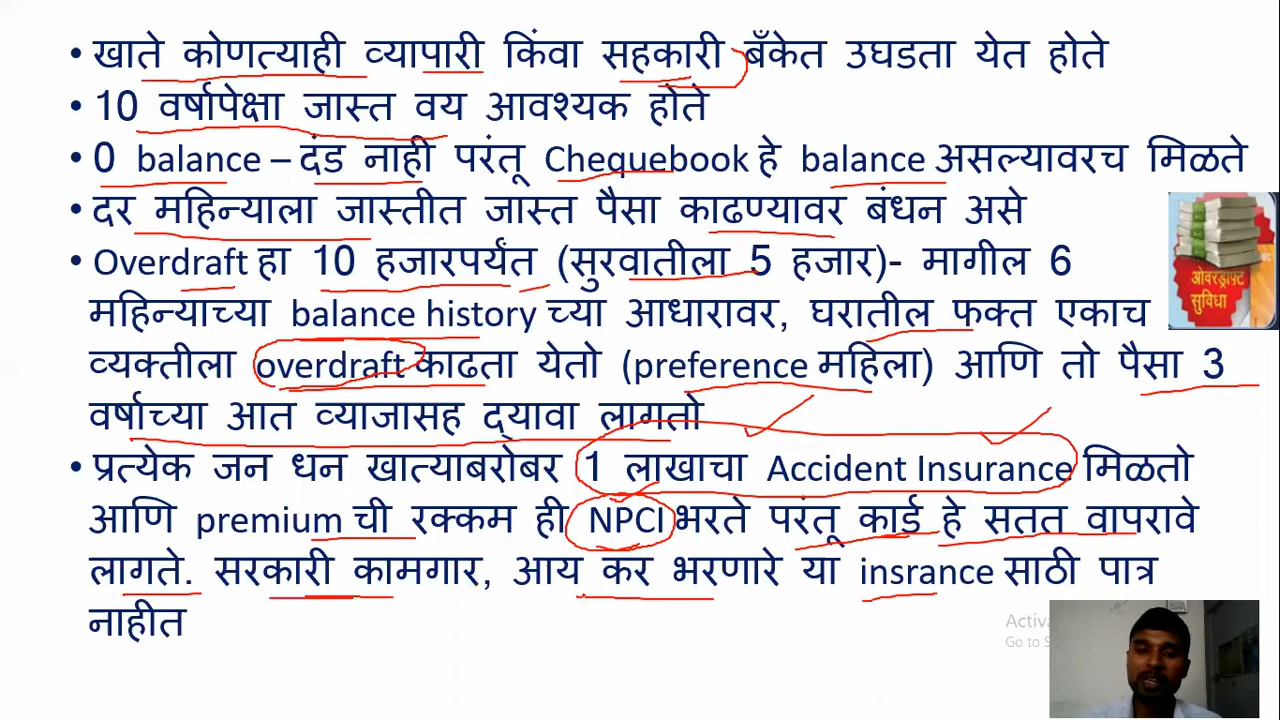 • खाते कोणत्याही व्यापारी किंवा सहकारी बँकेत उघडता येत होते
• 10 वर्षापेक्षा जास्त वय आवश्यक होते
• 0 balance – दंड नाही परंतू Chequebook हे balance असल्यावरच मिळते
• दर महिन्याला जास्तीत जास्त पैसा काढण्यावर बंधन असे
• Overdraft हा 10 हजारपर्यंत (सुरवातीला 5 हजार)- मागील 6
महिन्याच्या balance history च्या आधारावर, घरातील फक्त एकाच
व्यक्तीला overdraft काढता येतो (preference महिला) आणि तो पैसा 3
वर्षाच्या आत व्याजासह द्यावा लागतो
• प्रत्येक जन धन खात्याबरोबर 1 लाखाचा Accident Insurance मिळतो
आणि premium ची रक्कम ही NPCI भरते परंतू कार्ड हे सतत वापरावे
लागते. सरकारी कामगार, आय कर भरणारे या insrance साठी पात्र
नाहीत
ओवरड्राफ्ट
सुविधा
Activa
Go to S